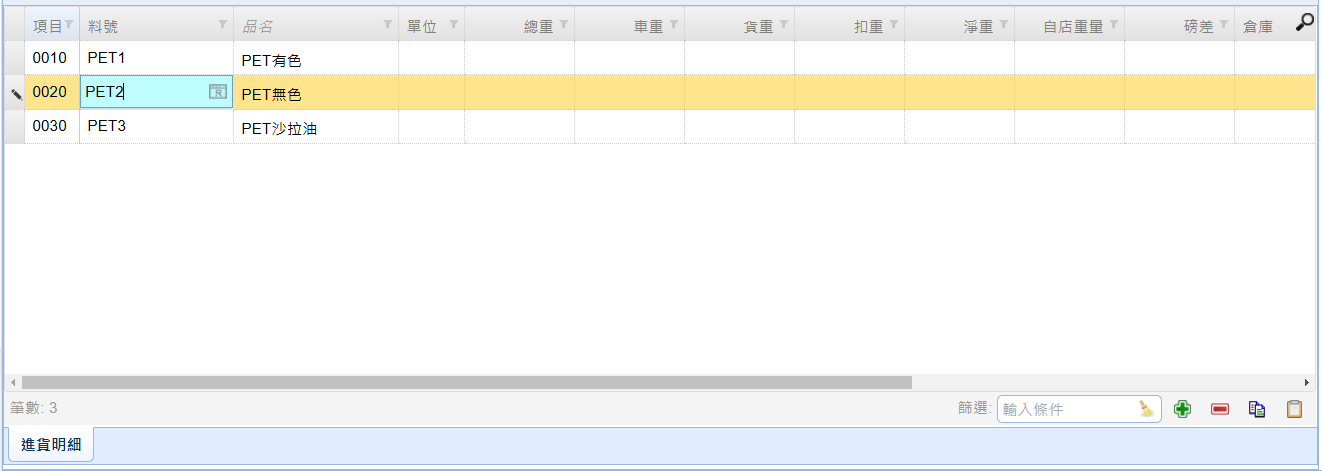 項目 料號 品名 單位 總重 車重 貨重 扣重 淨重 自店重量 磅差 倉庫
0010 PET1 PET有色
0020 PET2 PET無色
0030 PET3 PET沙拉油
筆數: 3 篩選: 輸入條件
進貨明細